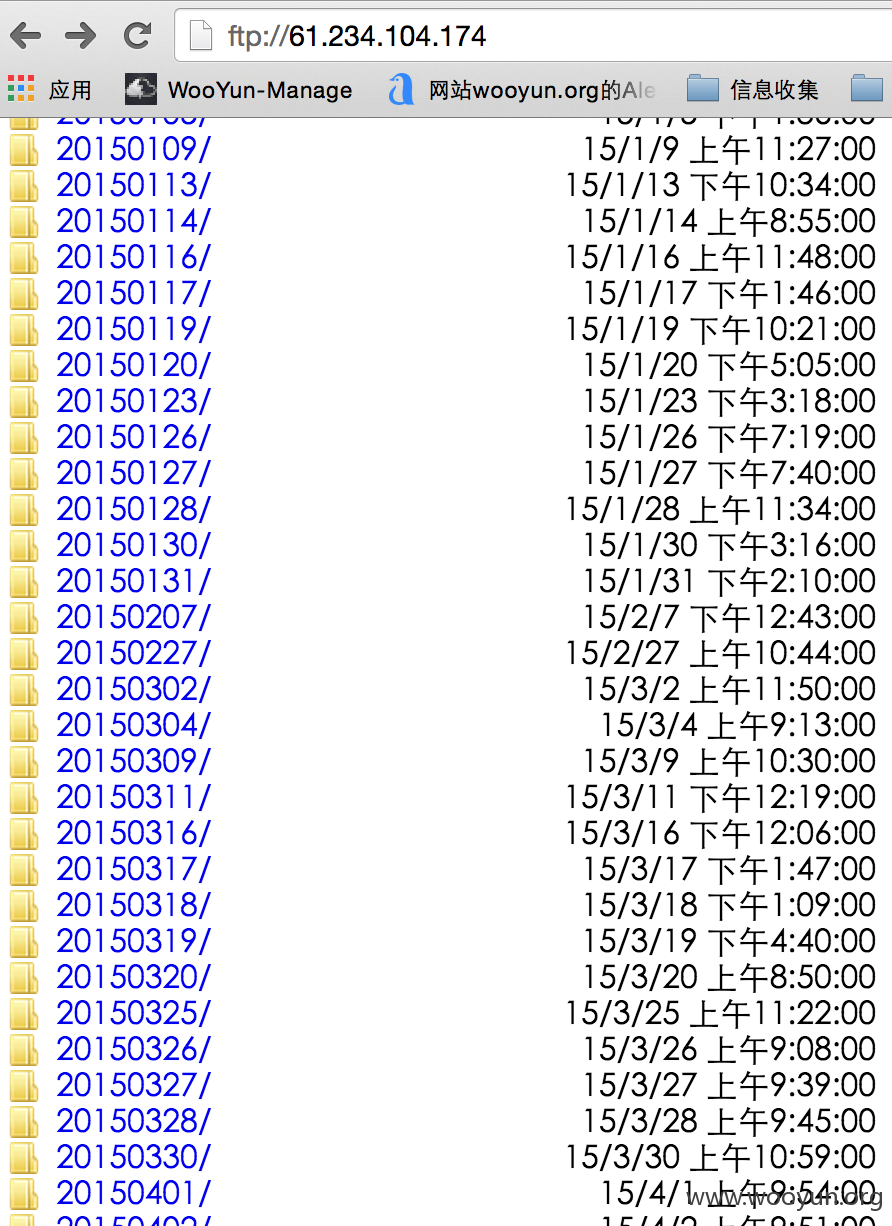 ftp://61.234.104.174
应用 WooYun-Manage 网站wooyun.org的Ale 信息收集
20150109/ 15/1/9 上午11:27:00
20150113/ 15/1/13 下午10:34:00
20150114/ 15/1/14 上午8:55:00
20150116/ 15/1/16 上午11:48:00
20150117/ 15/1/17 下午1:46:00
20150119/ 15/1/19 下午10:21:00
20150120/ 15/1/20 下午5:05:00
20150123/ 15/1/23 下午3:18:00
20150126/ 15/1/26 下午7:19:00
20150127/ 15/1/27 下午7:40:00
20150128/ 15/1/28 上午11:34:00
20150130/ 15/1/30 下午3:16:00
20150131/ 15/1/31 下午2:10:00
20150207/ 15/2/7 下午12:43:00
20150227/ 15/2/27 上午10:44:00
20150302/ 15/3/2 上午11:50:00
20150304/ 15/3/4 上午9:13:00
20150309/ 15/3/9 上午10:30:00
20150311/ 15/3/11 下午12:19:00
20150316/ 15/3/16 下午12:06:00
20150317/ 15/3/17 下午1:47:00
20150318/ 15/3/18 下午1:09:00
20150319/ 15/3/19 下午4:40:00
20150320/ 15/3/20 上午8:50:00
20150325/ 15/3/25 上午11:22:00
20150326/ 15/3/26 上午9:08:00
20150327/ 15/3/27 上午9:39:00
20150328/ 15/3/28 上午9:45:00
20150330/ 15/3/30 上午10:59:00
20150401/ 15/4/1 上午9:54:00
www.wooyun.org